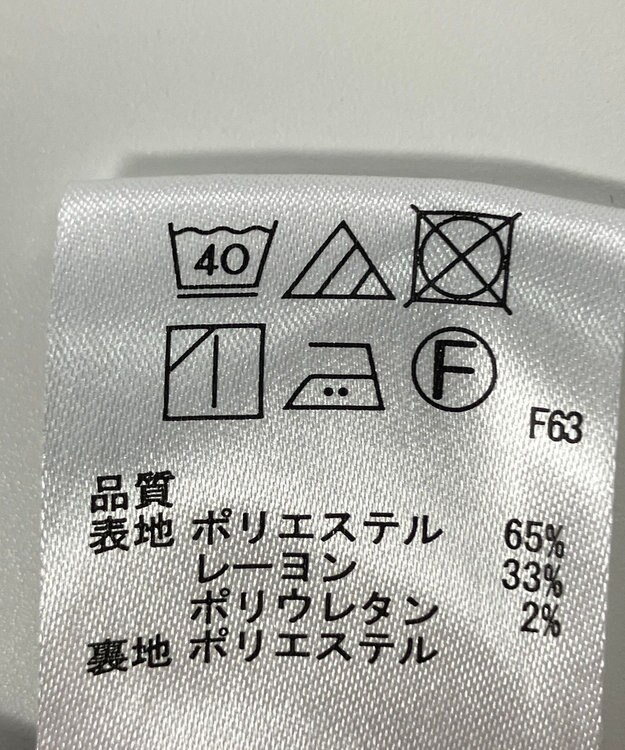 40
F
F63
品質
表地 ポリエステル 65%
レーヨン 33%
ポリウレタン 2%
裏地 ポリエステル